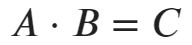 A · B = C